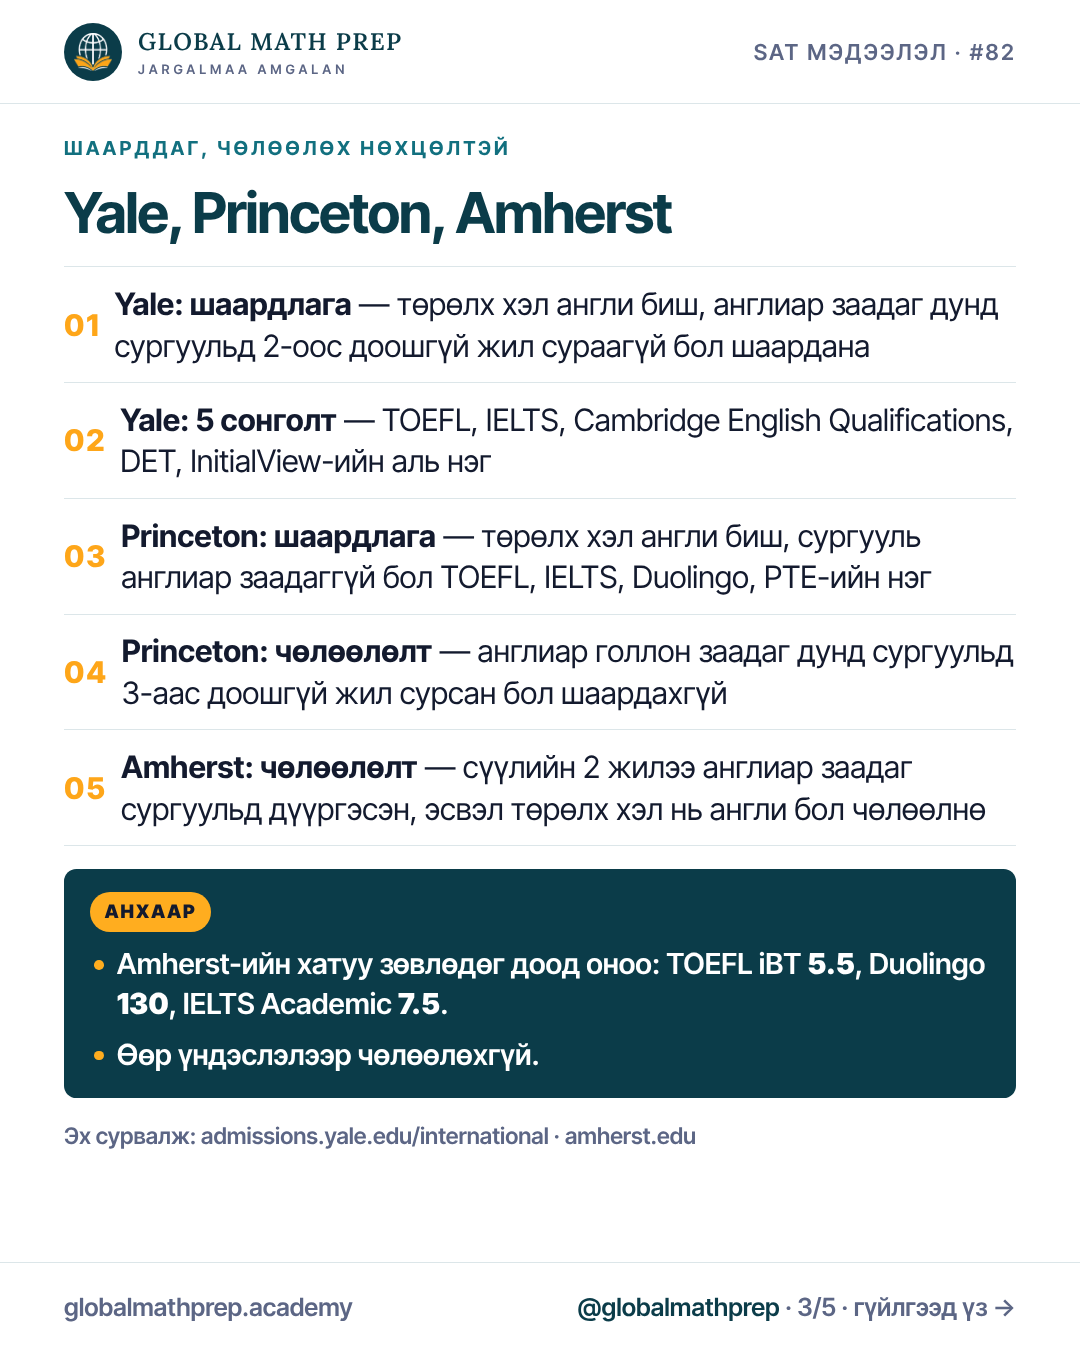 GLOBAL MATH PREP
JARGALMAA AMGALAN
SAT МЭДЭЭЛЭЛ · #82
ШААРДДАГ, ЧӨЛӨӨЛӨХ НӨХЦӨЛТЭЙ
Yale, Princeton, Amherst
01 Yale: шаардлага — төрөлх хэл англи биш, англиар заадаг дунд
сургуульд 2-оос доошгүй жил сураагүй бол шаардана
02 Yale: 5 сонголт — TOEFL, IELTS, Cambridge English Qualifications,
DET, InitialView-ийн аль нэг
03 Princeton: шаардлага — төрөлх хэл англи биш, сургууль
англиар заадаггүй бол TOEFL, IELTS, Duolingo, PTE-ийн нэг
04 Princeton: чөлөөлөлт — англиар голлон заадаг дунд сургуульд
3-аас доошгүй жил сурсан бол шаардахгүй
05 Amherst: чөлөөлөлт — сүүлийн 2 жилээ англиар заадаг
сургуульд дүүргэсэн, эсвэл төрөлх хэл нь англи бол чөлөөлнө
АНХААР
• Amherst-ийн хатуу зөвлөдөг доод оноо: TOEFL iBT 5.5, Duolingo
130, IELTS Academic 7.5.
• Өөр үндэслэлээр чөлөөлөхгүй.
Эх сурвалж: admissions.yale.edu/international · amherst.edu
globalmathprep.academy
@globalmathprep · 3/5 · гүйлгээд үз →